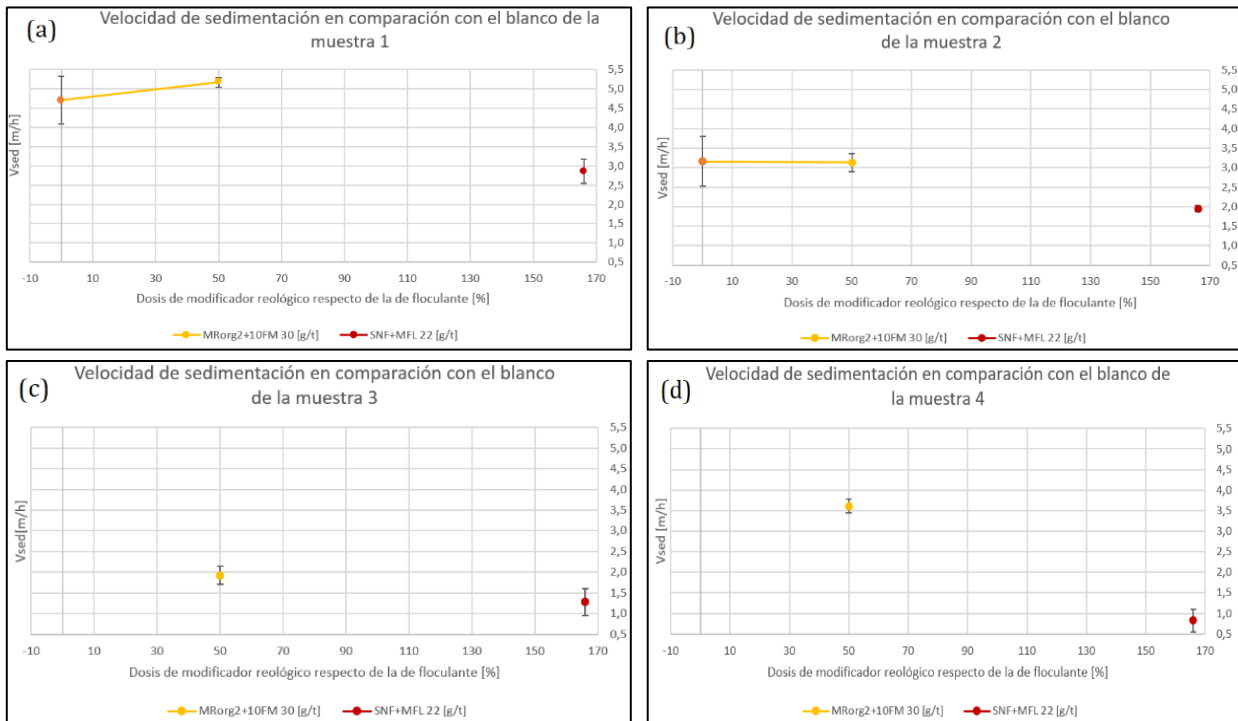 (a)
Velocidad de sedimentación en comparación con el blanco de la
muestra 1
5,5
5,0
4,5
4,0
3,5
3,0
2,5
2,0
1,5
1,0
0,5
Vsed [m/h]
-10 10 30 50 70 90 110 130 150 170
Dosis de modificador reológico respecto de la de floculante [%]
MRorg2+10FM 30 [g/t] SNF+MFL 22 [g/t]
(b)
Velocidad de sedimentación en comparación con el blanco
de la muestra 2
5,5
5,0
4,5
4,0
3,5
3,0
2,5
2,0
1,5
1,0
0,5
Vsed [m/h]
-10 10 30 50 70 90 110 130 150 170
Dosis de modificador reológico respecto de la de floculante [%]
MRorg2+10FM 30 [g/t] SNF+MFL 22 [g/t]
(c)
Velocidad de sedimentación en comparación con el blanco
de la muestra 3
5,5
5,0
4,5
4,0
3,5
3,0
2,5
2,0
1,5
1,0
0,5
Vsed[m/h]
-10 10 30 50 70 90 110 130 150 170
Dosis de modificador reológico respecto de la de floculante [%]
MRorg2+10FM 30 [g/t] SNF+MFL 22 [g/t]
(d)
Velocidad de sedimentación en comparación con el blanco de
la muestra 4
5,5
5,0
4,5
4,0
3,5
3,0
2,5
2,0
1,5
1,0
0,5
Vsed [m/h]
-10 10 30 50 70 90 110 130 150 170
Dosis de modificador reológico respecto de la de floculante [%]
MRorg2+10FM 30 [g/t] SNF+MFL 22 [g/t]